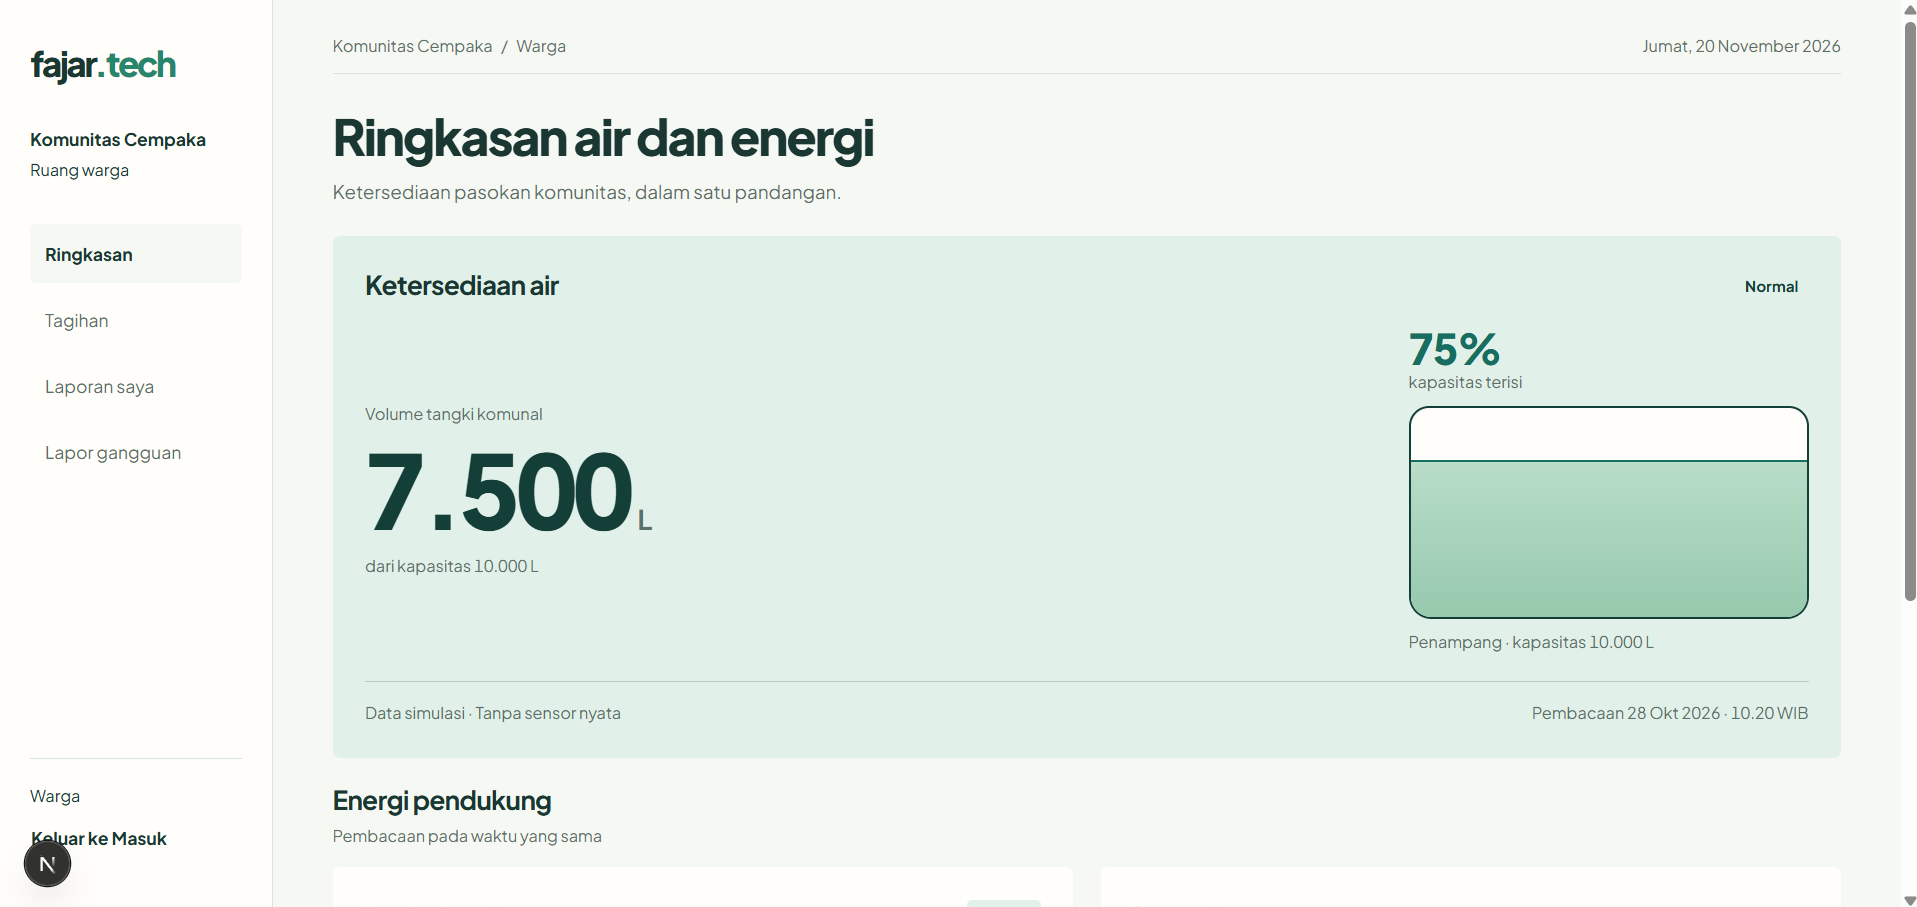 fajar.tech
Komunitas Cempaka
Ruang warga
Ringkasan
Tagihan
Laporan saya
Lapor gangguan
Warga
Keluar ke Masuk
N
Komunitas Cempaka / Warga
Jumat, 20 November 2026
Ringkasan air dan energi
Ketersediaan pasokan komunitas, dalam satu pandangan.
Ketersediaan air
Normal
Volume tangki komunal
7.500 L
dari kapasitas 10.000 L
75%
kapasitas terisi
Penampang · kapasitas 10.000 L
Data simulasi · Tanpa sensor nyata
Pembacaan 28 Okt 2026 · 10.20 WIB
Energi pendukung
Pembacaan pada waktu yang sama